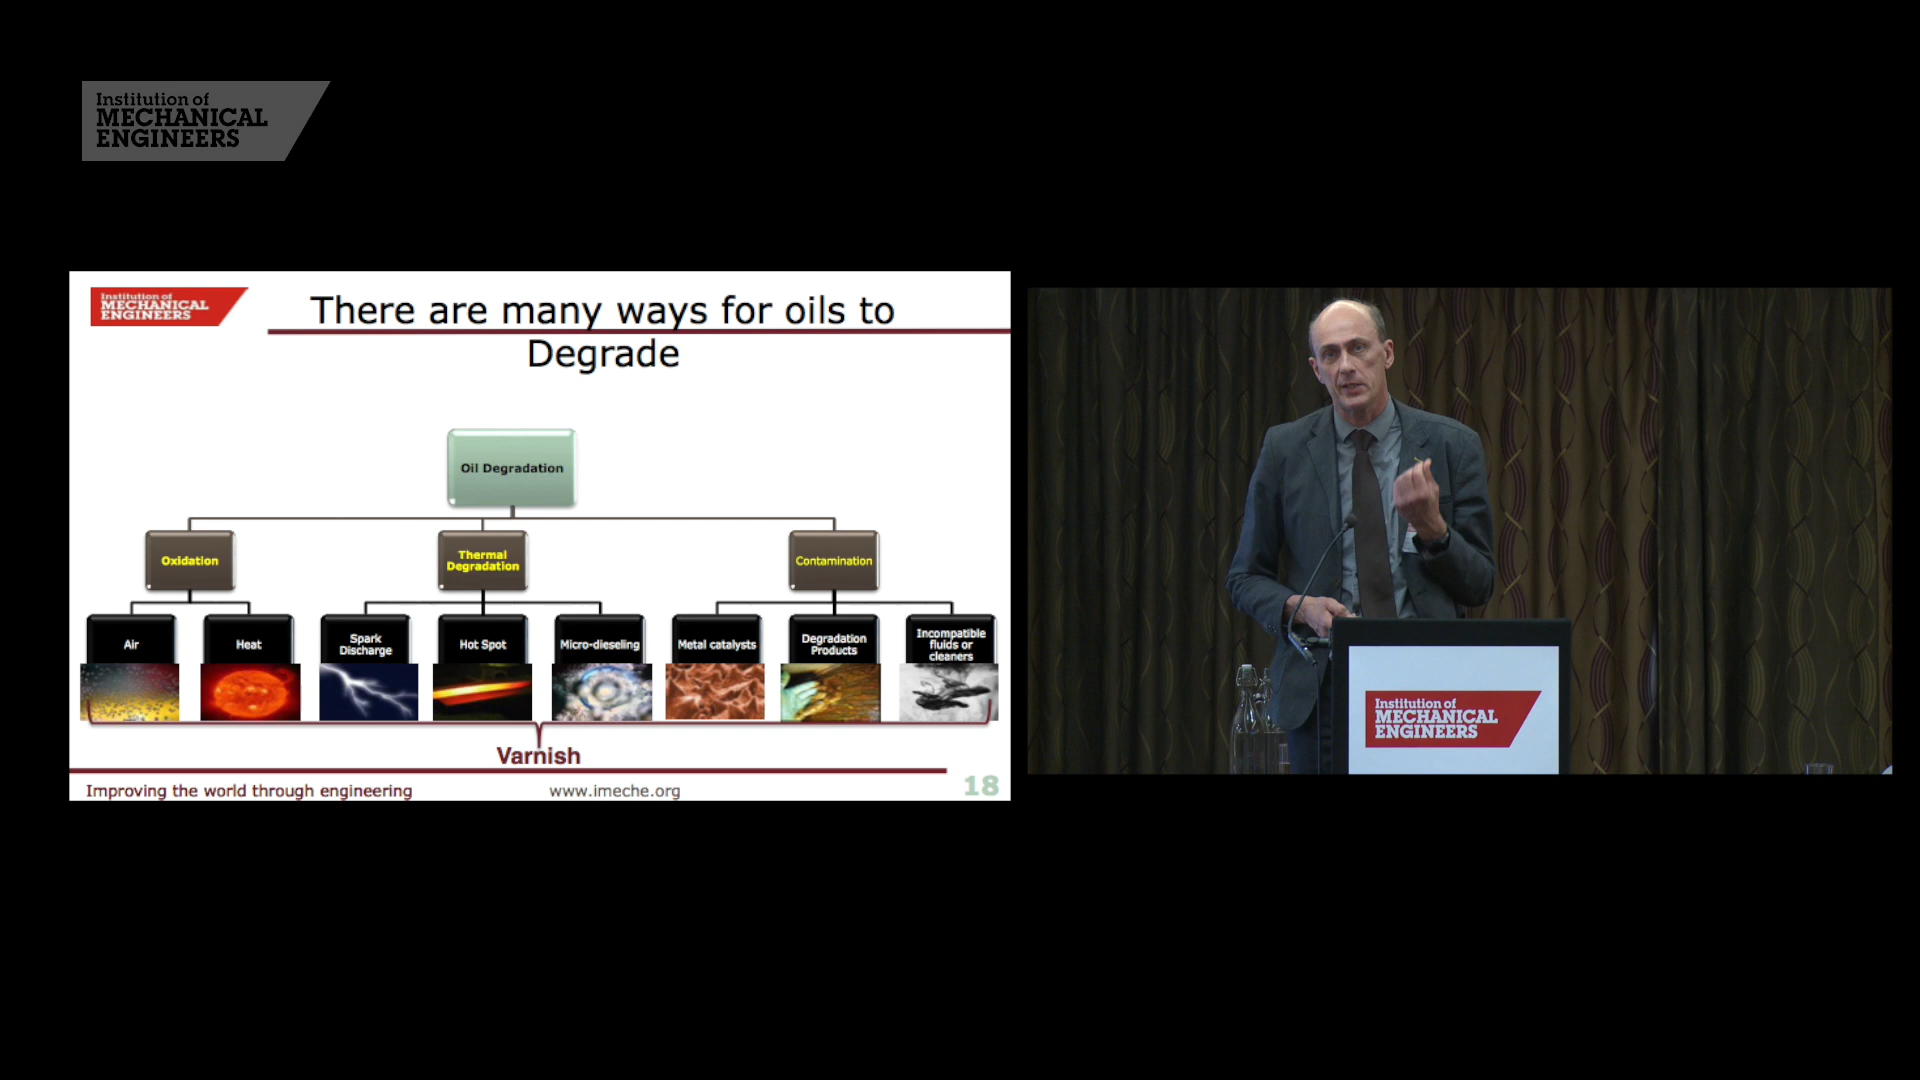 Institution of
MECHANICAL
ENGINEERS
Institution of
MECHANICAL
ENGINEERS
There are many ways for oils to
Degrade
Oil Degradation
Oxidation
Thermal
Degradation
Contamination
Air
Heat
Spark
Discharge
Hot Spot
Micro-dieseling
Metal catalysts
Degradation
Products
Incompatible
fluids or
cleaners
Varnish
Improving the world through engineering
www.imeche.org
18
Institution of
MECHANICAL
ENGINEERS